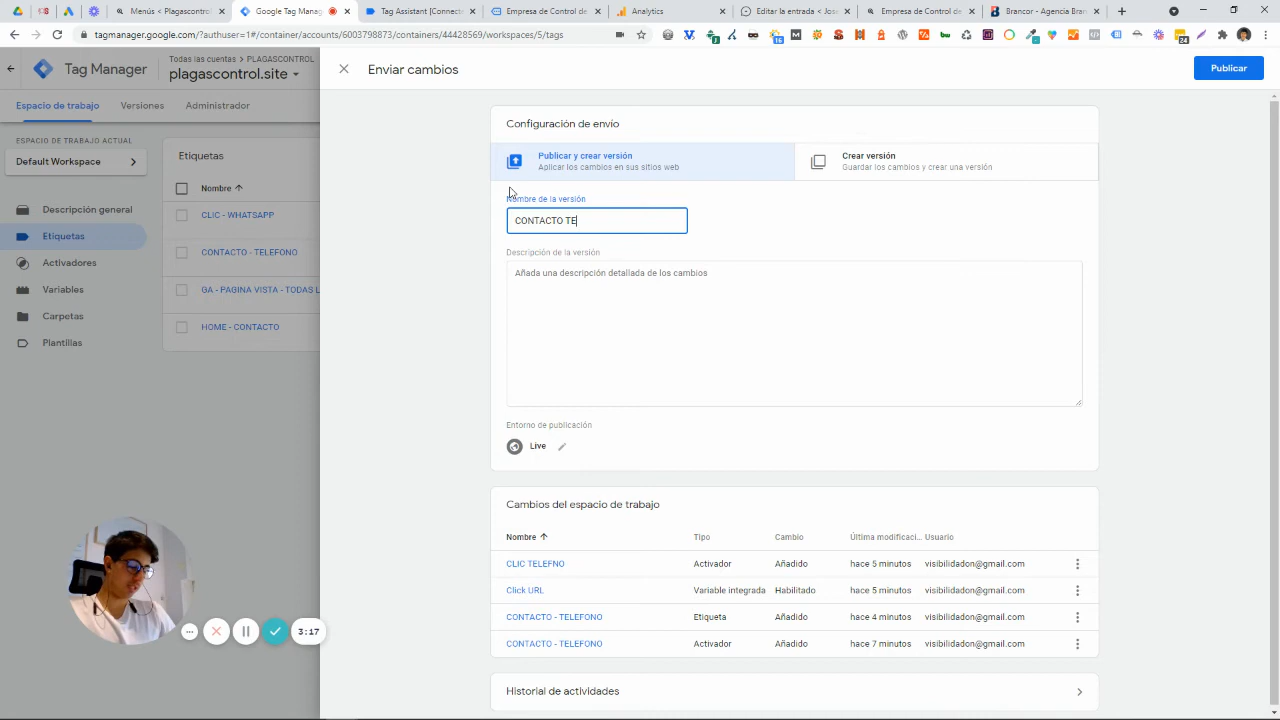 Menús < Plagascontrol
Google Tag Man
Tag Assistant [Connecte
Empresa de Control de
Analytics
Editar la entrada < Jose
Empresa de Control de
Brancor - Agencia Bran
tagmanager.google.com/?authuser=1#/container/accounts/6003798873/containers/44428569/workspaces/5/tags
Todas las cuentas > PLAGASCONTROL
Tag Manager
plagascontrol.site
Enviar cambios
Publicar
Espacio de trabajo
Versiones
Administrador
ESPACIO DE TRABAJO ACTUAL
Default Workspace
Descripción general
Etiquetas
Activadores
Variables
Carpetas
Plantillas
Etiquetas
Nombre
CLIC - WHATSAPP
CONTACTO - TELEFONO
GA - PAGINA VISTA - TODAS L
HOME - CONTACTO
Configuración de envío
Publicar y crear versión
Aplicar los cambios en sus sitios web
Crear versión
Guardar los cambios y crear una versión
Nombre de la versión
CONTACTO TE
Descripción de la versión
Añada una descripción detallada de los cambios
Entorno de publicación
Live
Cambios del espacio de trabajo
Nombre Tipo Cambio Última modificaci... Usuario
CLIC TELEFNO Activador Añadido hace 5 minutos visibilidadon@gmail.com
Click URL Variable integrada Habilitado hace 5 minutos visibilidadon@gmail.com
CONTACTO - TELEFONO Etiqueta Añadido hace 4 minutos visibilidadon@gmail.com
CONTACTO - TELEFONO Activador Añadido hace 7 minutos visibilidadon@gmail.com
Historial de actividades
3:17